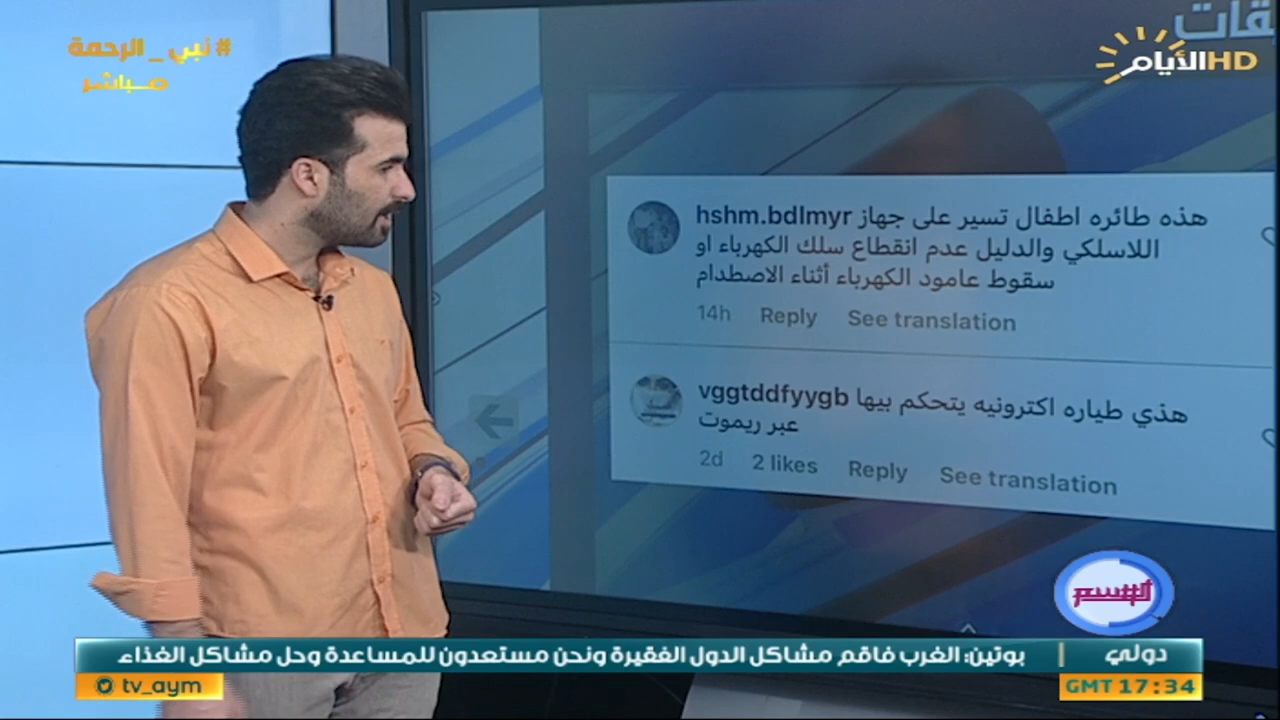 #نبي_الرحمة
مباشر
الأيام HD
hshm.bdlmyr هذه طائره اطفال تسير على جهاز
اللاسلكي والدليل عدم انقطاع سلك الكهرباء او
سقوط عامود الكهرباء أثناء الاصطدام
14h Reply See translation
vggtddfyygb هذي طياره اكترونيه يتحكم بيها
عبر ريموت
2d 2 likes Reply See translation
دولي | بوتين: الغرب فاقم مشاكل الدول الفقيرة ونحن مستعدون للمساعدة وحل مشاكل الغذاء
tv_aym
GMT 17:34